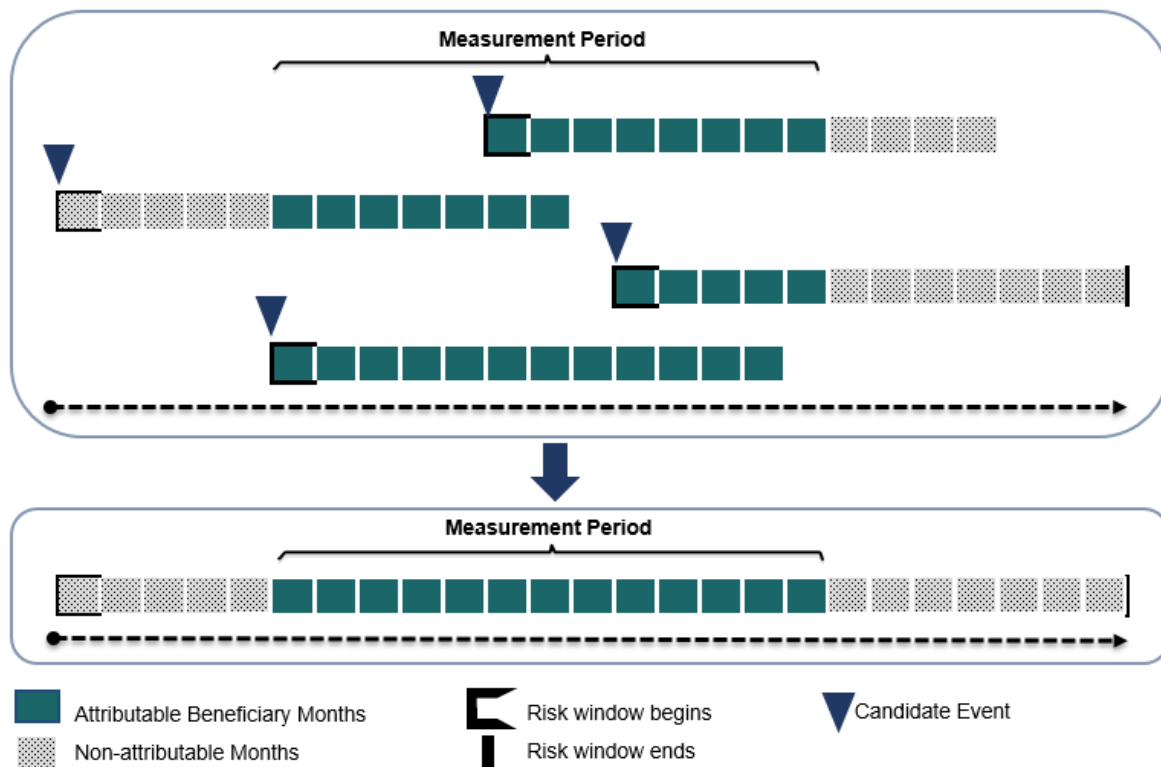 Measurement Period
Measurement Period
Attributable Beneficiary Months
Risk window begins
Candidate Event
Non-attributable Months
Risk window ends